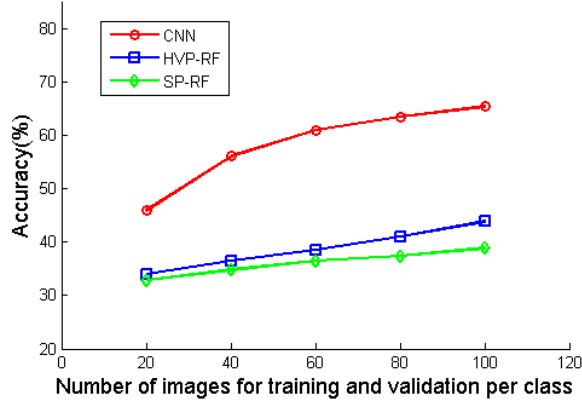 80
70
60
50
40
30
20
Accuracy(%)
CNN
HVP-RF
SP-RF
0
20
40
60
80
100
120
Number of images for training and validation per class